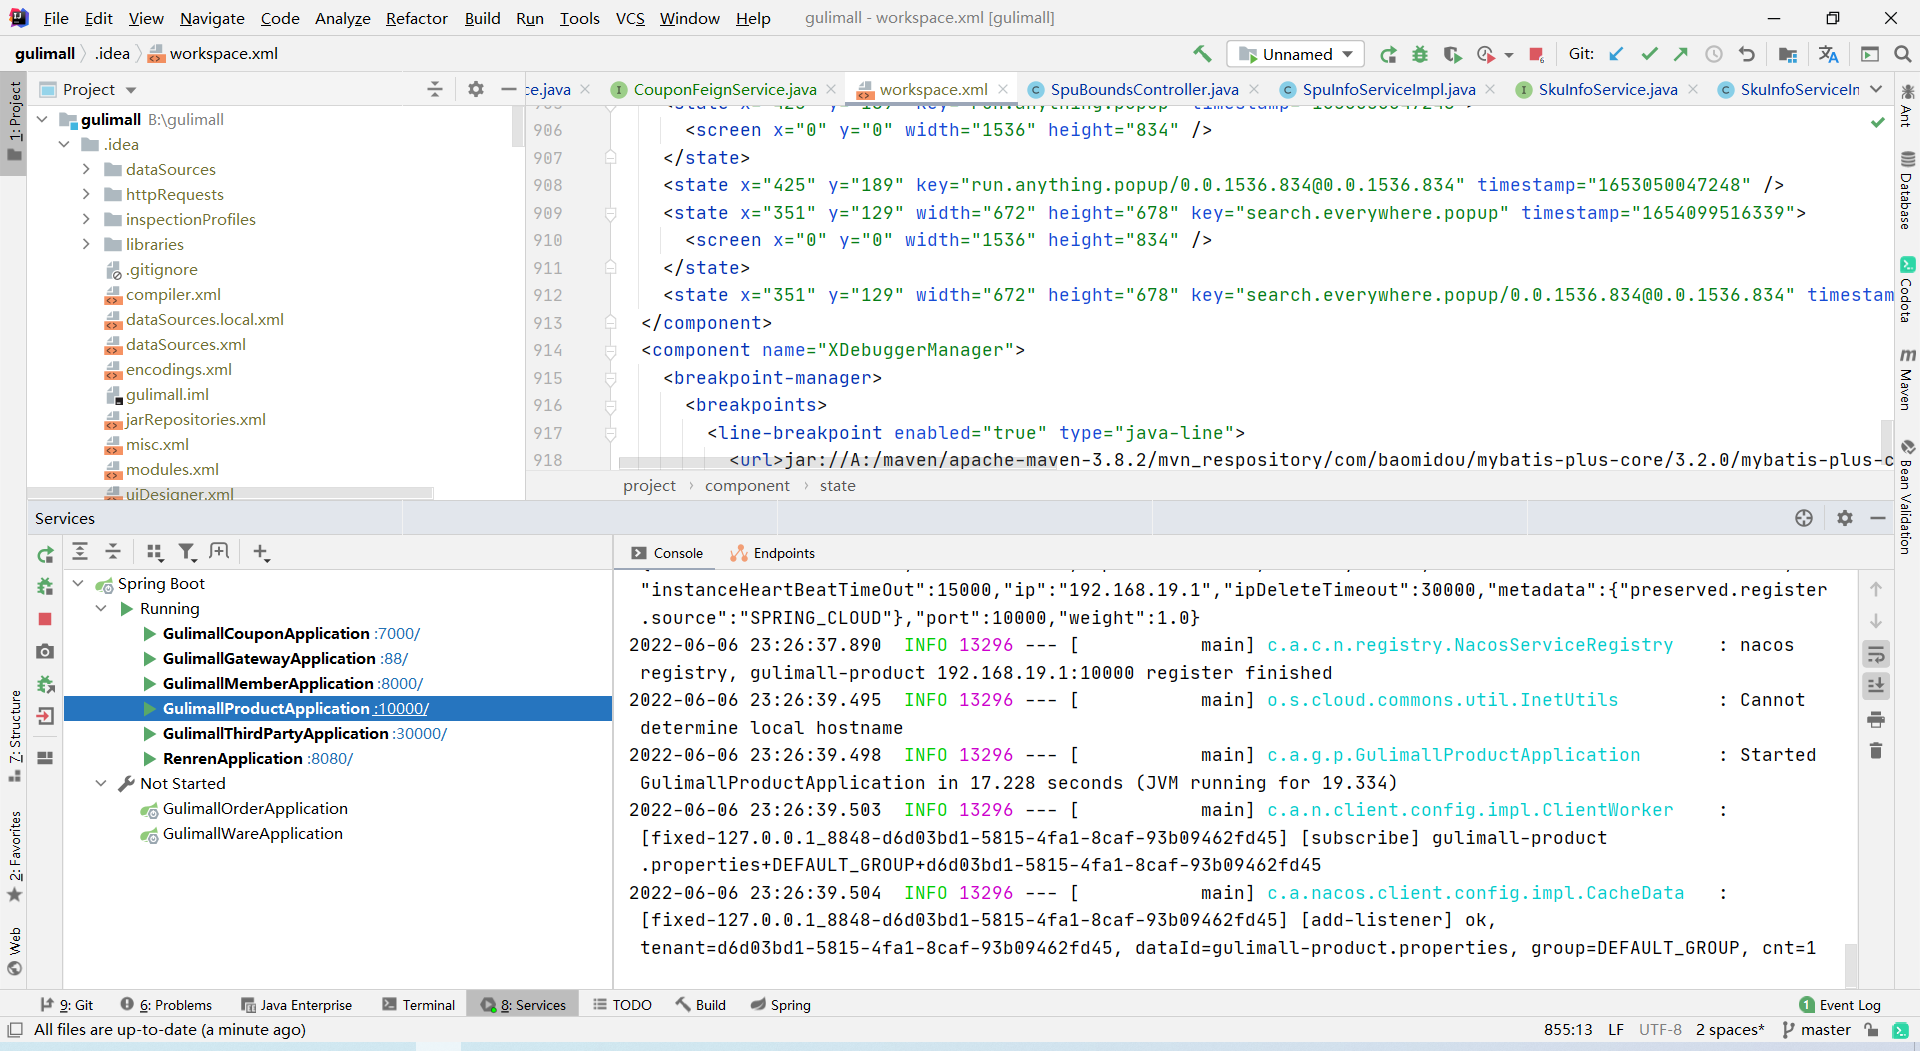 File Edit View Navigate Code Analyze Refactor Build Run Tools VCS Window Help gulimall - workspace.xml [gulimall]
gulimall .idea workspace.xml
Unnamed Git:
Project
ce.java CouponFeignService.java workspace.xml SpuBoundsController.java SpuInfoServiceImpl.java SkuInfoService.java SkuInfoServiceIn
1: Project
7: Structure
2: Favorites
Web
gulimall B:\gulimall
.idea
dataSources
httpRequests
inspectionProfiles
libraries
.gitignore
compiler.xml
dataSources.local.xml
dataSources.xml
encodings.xml
gulimall.iml
jarRepositories.xml
misc.xml
modules.xml
uiDesigner.xml
906 <screen x="0" y="0" width="1536" height="834" />
907 </state>
908 <state x="425" y="189" key="run.anything.popup/0.0.1536.834@0.0.1536.834" timestamp="1653050047248" />
909 <state x="351" y="129" width="672" height="678" key="search.everywhere.popup" timestamp="1654099516339">
910 <screen x="0" y="0" width="1536" height="834" />
911 </state>
912 <state x="351" y="129" width="672" height="678" key="search.everywhere.popup/0.0.1536.834@0.0.1536.834" timestam
913 </component>
914 <component name="XDebuggerManager">
915 <breakpoint-manager>
916 <breakpoints>
917 <line-breakpoint enabled="true" type="java-line">
918 <url>jar://A:/maven/apache-maven-3.8.2/mvn_respository/com/baomidou/mybatis-plus-core/3.2.0/mybatis-plus-c
project component state
Ant
Database
Codota
Maven
Bean Validation
Services
Console Endpoints
Spring Boot
Running
GulimallCouponApplication :7000/
GulimallGatewayApplication :88/
GulimallMemberApplication :8000/
GulimallProductApplication :10000/
GulimallThirdPartyApplication :30000/
RenrenApplication :8080/
Not Started
GulimallOrderApplication
GulimallWareApplication
"instanceHeartBeatTimeOut":15000,"ip":"192.168.19.1","ipDeleteTimeout":30000,"metadata":{"preserved.register
.source":"SPRING_CLOUD"},"port":10000,"weight":1.0}
2022-06-06 23:26:37.890 INFO 13296 --- [ main] c.a.c.n.registry.NacosServiceRegistry : nacos
registry, gulimall-product 192.168.19.1:10000 register finished
2022-06-06 23:26:39.495 INFO 13296 --- [ main] o.s.cloud.commons.util.InetUtils : Cannot
determine local hostname
2022-06-06 23:26:39.498 INFO 13296 --- [ main] c.a.g.p.GulimallProductApplication : Started
GulimallProductApplication in 17.228 seconds (JVM running for 19.334)
2022-06-06 23:26:39.503 INFO 13296 --- [ main] c.a.n.client.config.impl.ClientWorker :
[fixed-127.0.0.1_8848-d6d03bd1-5815-4fa1-8caf-93b09462fd45] [subscribe] gulimall-product
.properties+DEFAULT_GROUP+d6d03bd1-5815-4fa1-8caf-93b09462fd45
2022-06-06 23:26:39.504 INFO 13296 --- [ main] c.a.nacos.client.config.impl.CacheData :
[fixed-127.0.0.1_8848-d6d03bd1-5815-4fa1-8caf-93b09462fd45] [add-listener] ok,
tenant=d6d03bd1-5815-4fa1-8caf-93b09462fd45, dataId=gulimall-product.properties, group=DEFAULT_GROUP, cnt=1
9: Git 6: Problems Java Enterprise Terminal 8: Services TODO Build Spring 1 Event Log
All files are up-to-date (a minute ago) 855:13 LF UTF-8 2 spaces* master